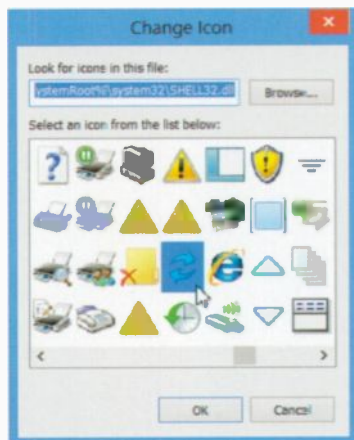 Change Icon
Look for icons in this file:
ystemRoot%\system32\SHELL32.dll
Browse...
Select an icon from the list below:
OK
Cancel